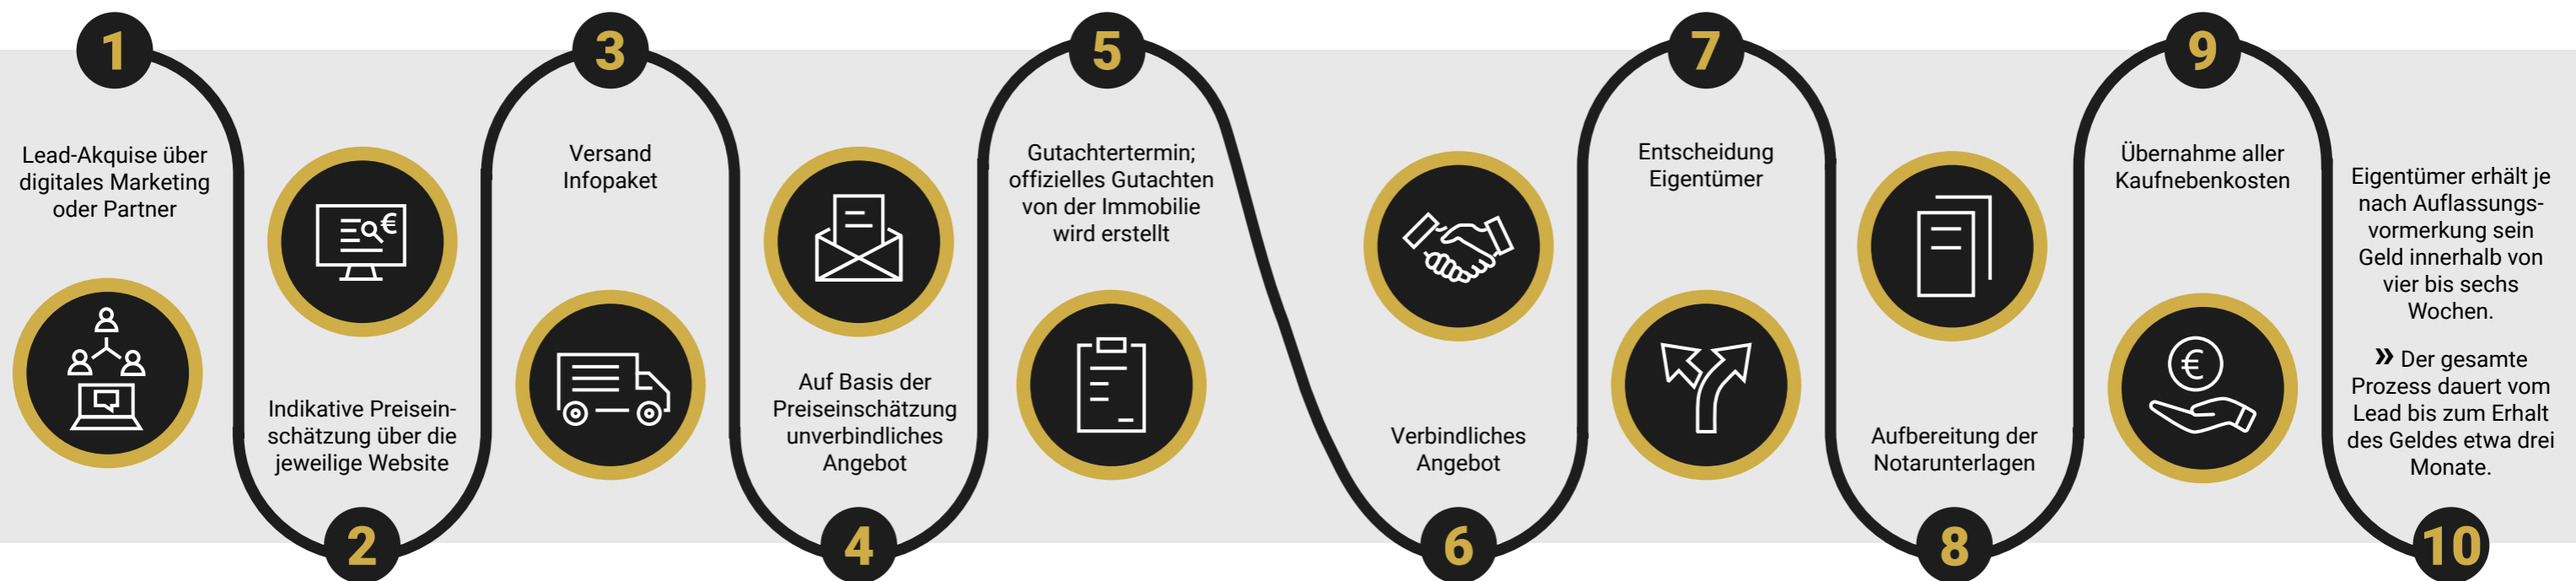 1
Lead-Akquise über
digitales Marketing
oder Partner
€
Indikative Preisein-
schätzung über die
jeweilige Website
2
3
Versand
Infopaket
Auf Basis der
Preiseinschätzung
unverbindliches
Angebot
4
5
Gutachtertermin;
offizielles Gutachten
von der Immobilie
wird erstellt
Verbindliches
Angebot
6
7
Entscheidung
Eigentümer
Aufbereitung der
Notarunterlagen
8
9
Übernahme aller
Kaufnebenkosten
€
Eigentümer erhält je
nach Auflassungs-
vormerkung sein
Geld innerhalb von
vier bis sechs
Wochen.
» Der gesamte
Prozess dauert vom
Lead bis zum Erhalt
des Geldes etwa drei
Monate.
10